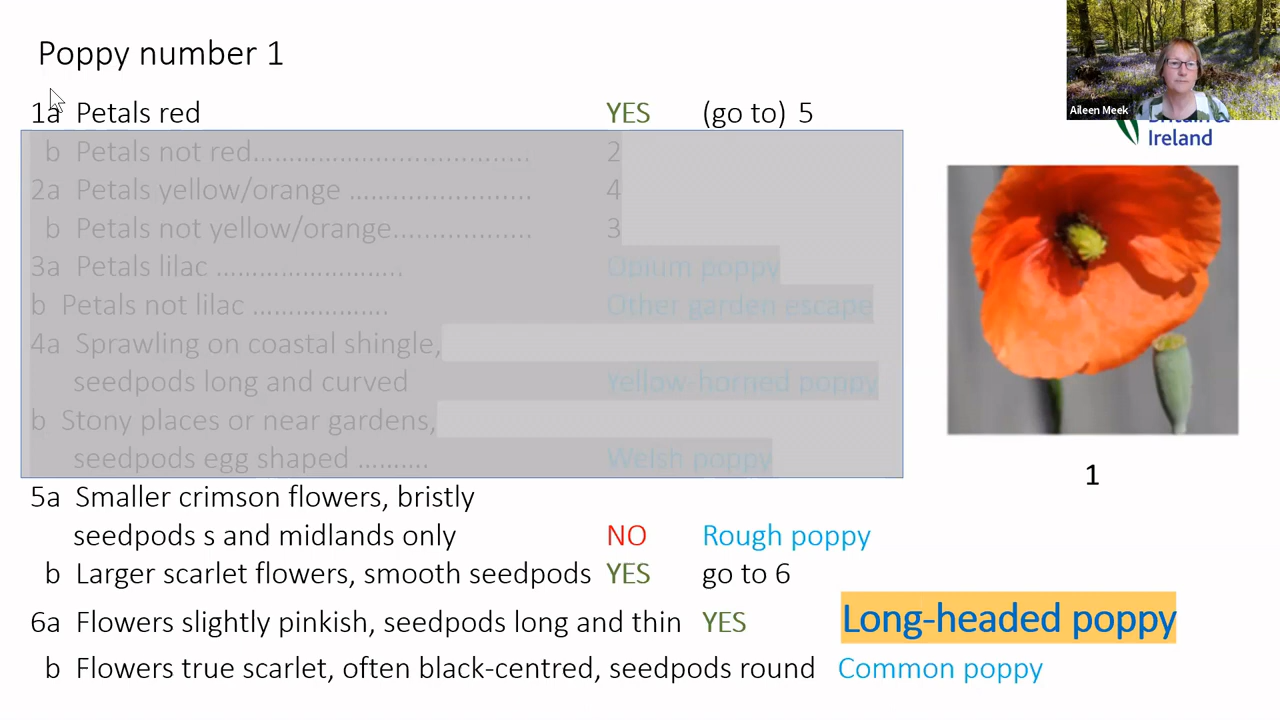 Poppy number 1
Aileen Meek
Britain &
Ireland
1a Petals red YES (go to) 5
b Petals not red................................... 2
2a Petals yellow/orange ....................... 4
b Petals not yellow/orange................. 3
3a Petals lilac .......................... Opium poppy
b Petals not lilac ................... Other garden escape
4a Sprawling on coastal shingle,
seedpods long and curved Yellow-horned poppy
b Stony places or near gardens,
seedpods egg shaped .......... Welsh poppy
5a Smaller crimson flowers, bristly
seedpods s and midlands only NO Rough poppy
b Larger scarlet flowers, smooth seedpods YES go to 6
6a Flowers slightly pinkish, seedpods long and thin YES Long-headed poppy
b Flowers true scarlet, often black-centred, seedpods round Common poppy
1